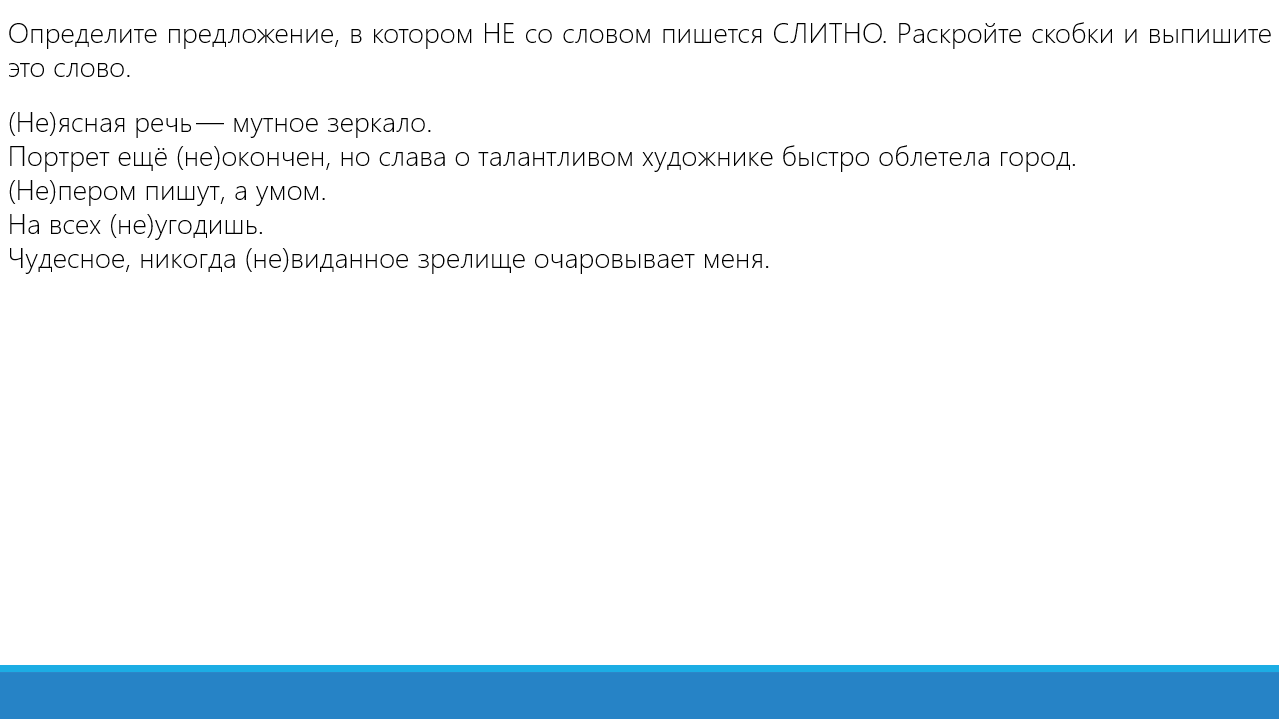 Определите предложение, в котором НЕ со словом пишется СЛИТНО. Раскройте скобки и выпишите
это слово.
(Не)ясная речь — мутное зеркало.
Портрет ещё (не)окончен, но слава о талантливом художнике быстро облетела город.
(Не)пером пишут, а умом.
На всех (не)угодишь.
Чудесное, никогда (не)виданное зрелище очаровывает меня.